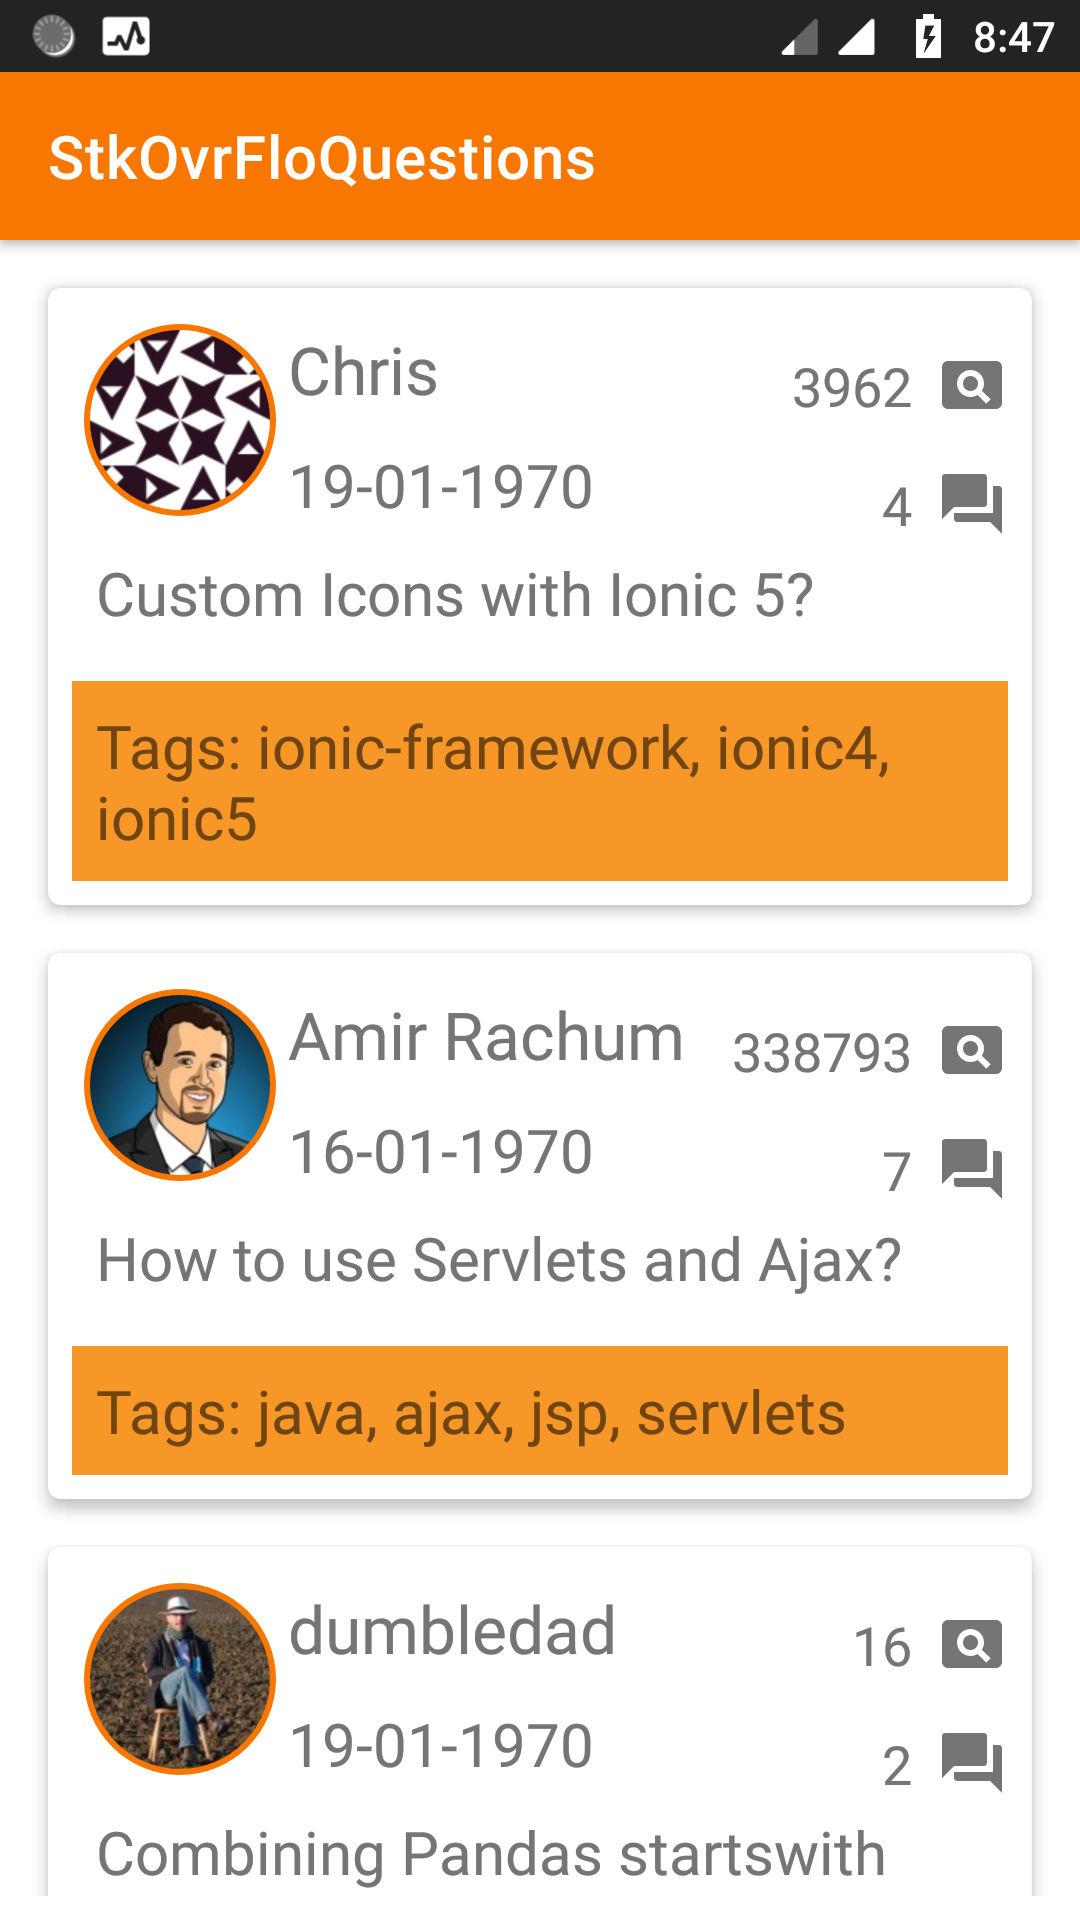 8:47
StkOvrFloQuestions
Chris
3962
19-01-1970
4
Custom Icons with Ionic 5?
Tags: ionic-framework, ionic4,
ionic5
Amir Rachum
338793
16-01-1970
7
How to use Servlets and Ajax?
Tags: java, ajax, jsp, servlets
dumbledad
16
19-01-1970
2
Combining Pandas startswith